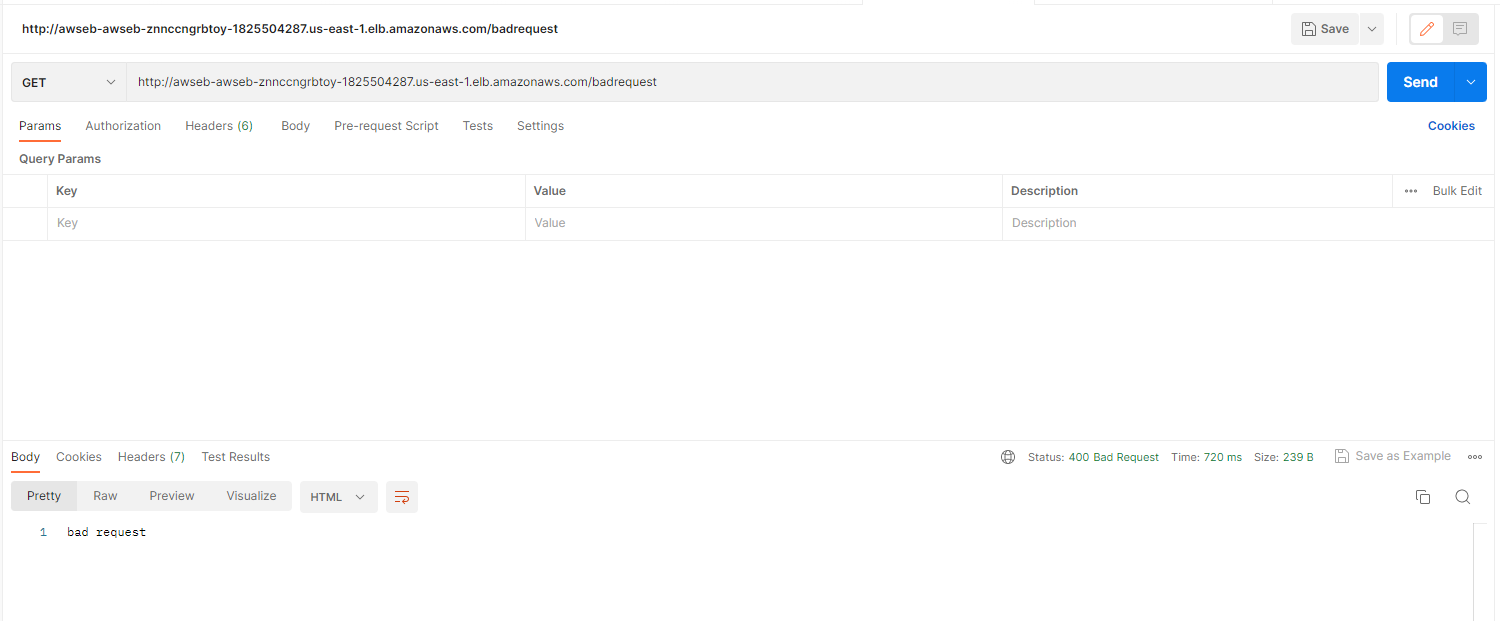 http://awseb-awseb-znnccngrbtoy-1825504287.us-east-1.elb.amazonaws.com/badrequest Save
GET http://awseb-awseb-znnccngrbtoy-1825504287.us-east-1.elb.amazonaws.com/badrequest Send
Params Authorization Headers (6) Body Pre-request Script Tests Settings Cookies
Query Params
Key Value Description Bulk Edit
Key Value Description
Body Cookies Headers (7) Test Results Status: 400 Bad Request Time: 720 ms Size: 239 B Save as Example
Pretty Raw Preview Visualize HTML
1 bad request